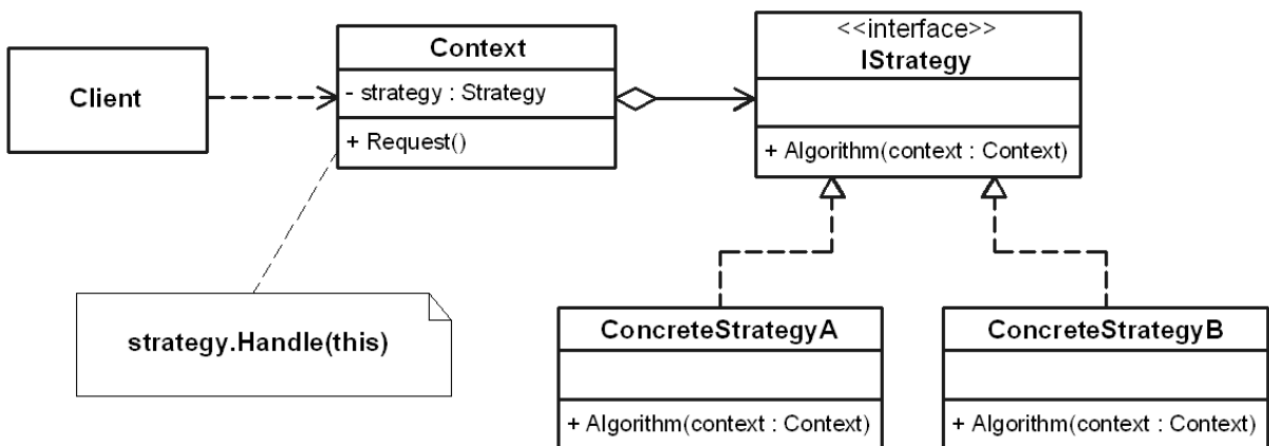 Client
Context
- strategy : Strategy
+ Request()
<<interface>>
IStrategy
+ Algorithm(context : Context)
strategy.Handle(this)
ConcreteStrategyA
+ Algorithm(context : Context)
ConcreteStrategyB
+ Algorithm(context : Context)